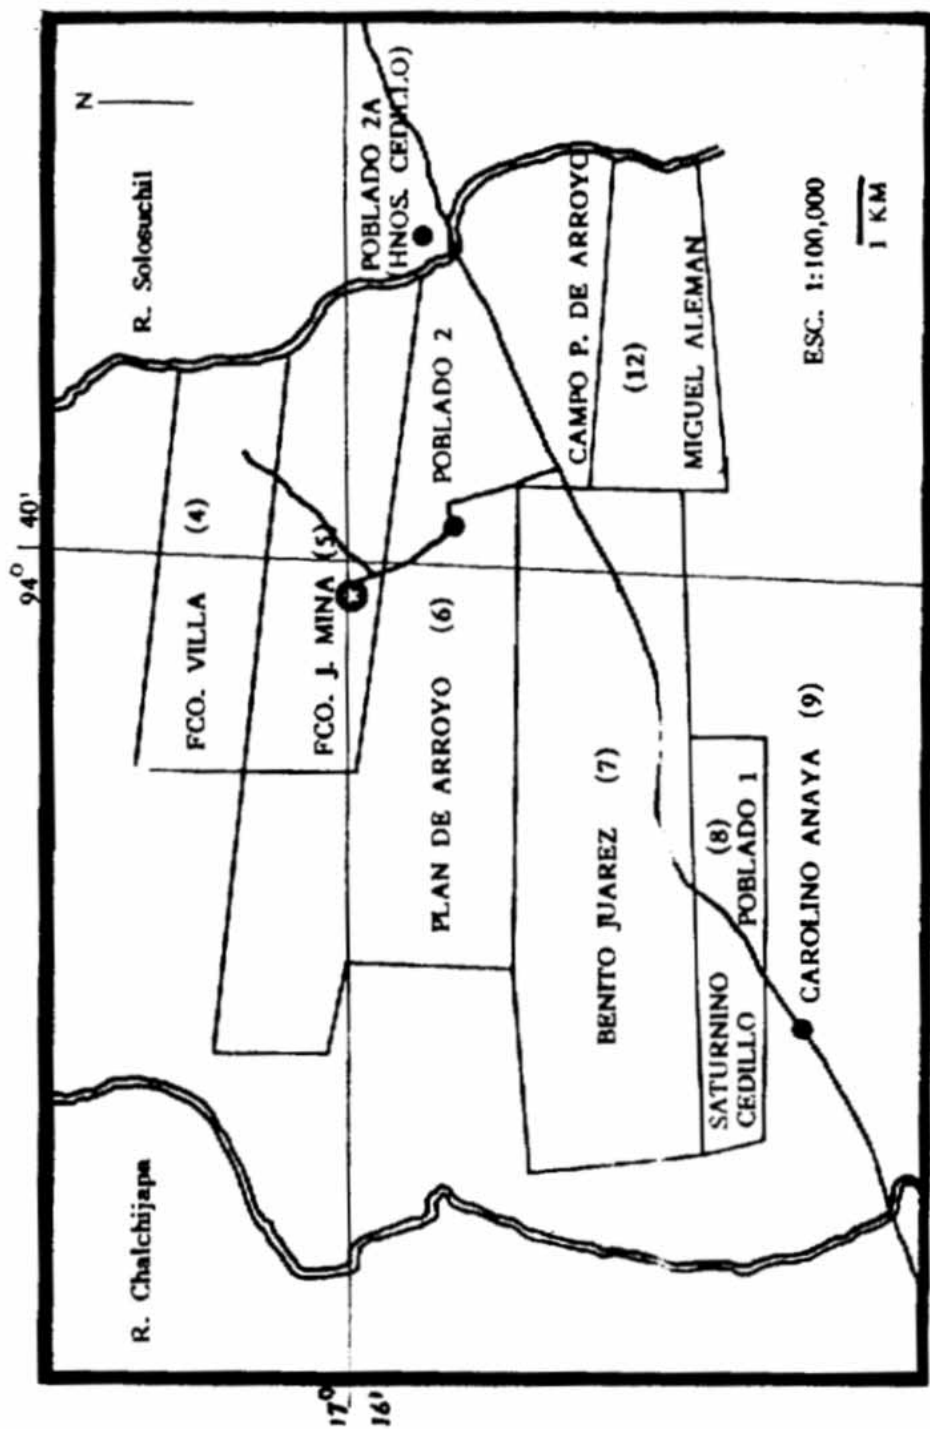 94° 40'
N
R. Chalchijapa
R. Solosuchil
FCO. VILLA (4)
FCO. J. MINA (5)
17°
16'
POBLADO 2A
(HNOS. CEDILLO)
PLAN DE ARROYO (6)
POBLADO 2
BENITO JUAREZ (7)
CAMPO P. DE ARROYO
(12)
MIGUEL ALEMAN
SATURNINO
CEDILLO
(8)
POBLADO 1
CAROLINO ANAYA (9)
ESC. 1:100,000
1 KM